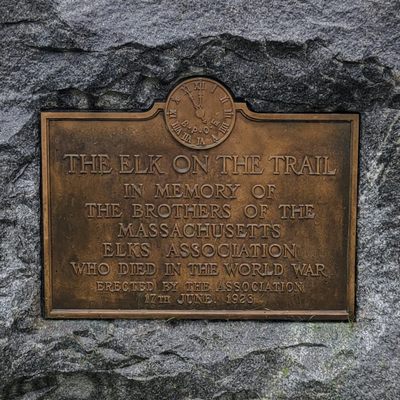 B.P.O.E.
THE ELK ON THE TRAIL
IN MEMORY OF
THE BROTHERS OF THE
MASSACHUSETTS
ELKS ASSOCIATION
WHO DIED IN THE WORLD WAR
ERECTED BY THE ASSOCIATION
17TH JUNE. 1923.